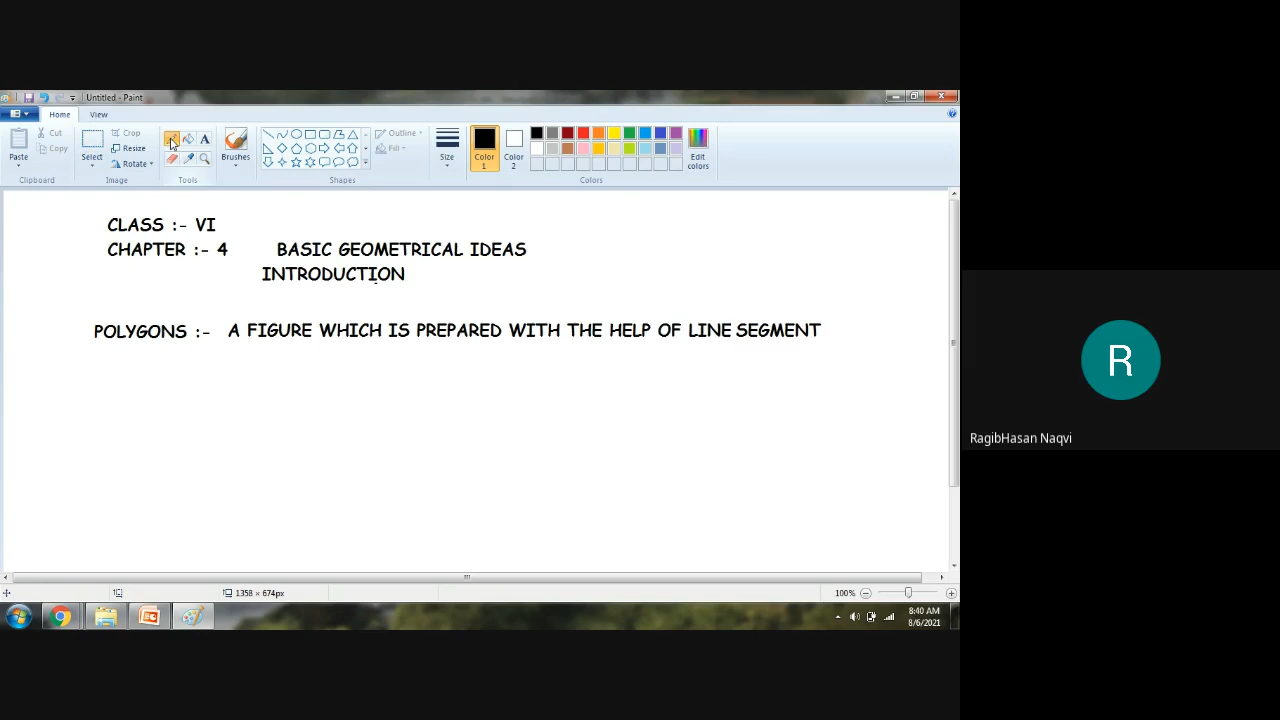 Untitled - Paint
Home
View
Paste
Cut
Copy
Clipboard
Select
Crop
Resize
Rotate
Image
A
Tools
Brushes
Outline
Fill
Shapes
Size
Color 1
Color 2
Edit colors
Colors
CLASS :- VI
CHAPTER :- 4 BASIC GEOMETRICAL IDEAS
INTRODUCTION
POLYGONS :- A FIGURE WHICH IS PREPARED WITH THE HELP OF LINE SEGMENT
R
RagibHasan Naqvi
1358 × 674px
100%
8:40 AM
8/6/2021